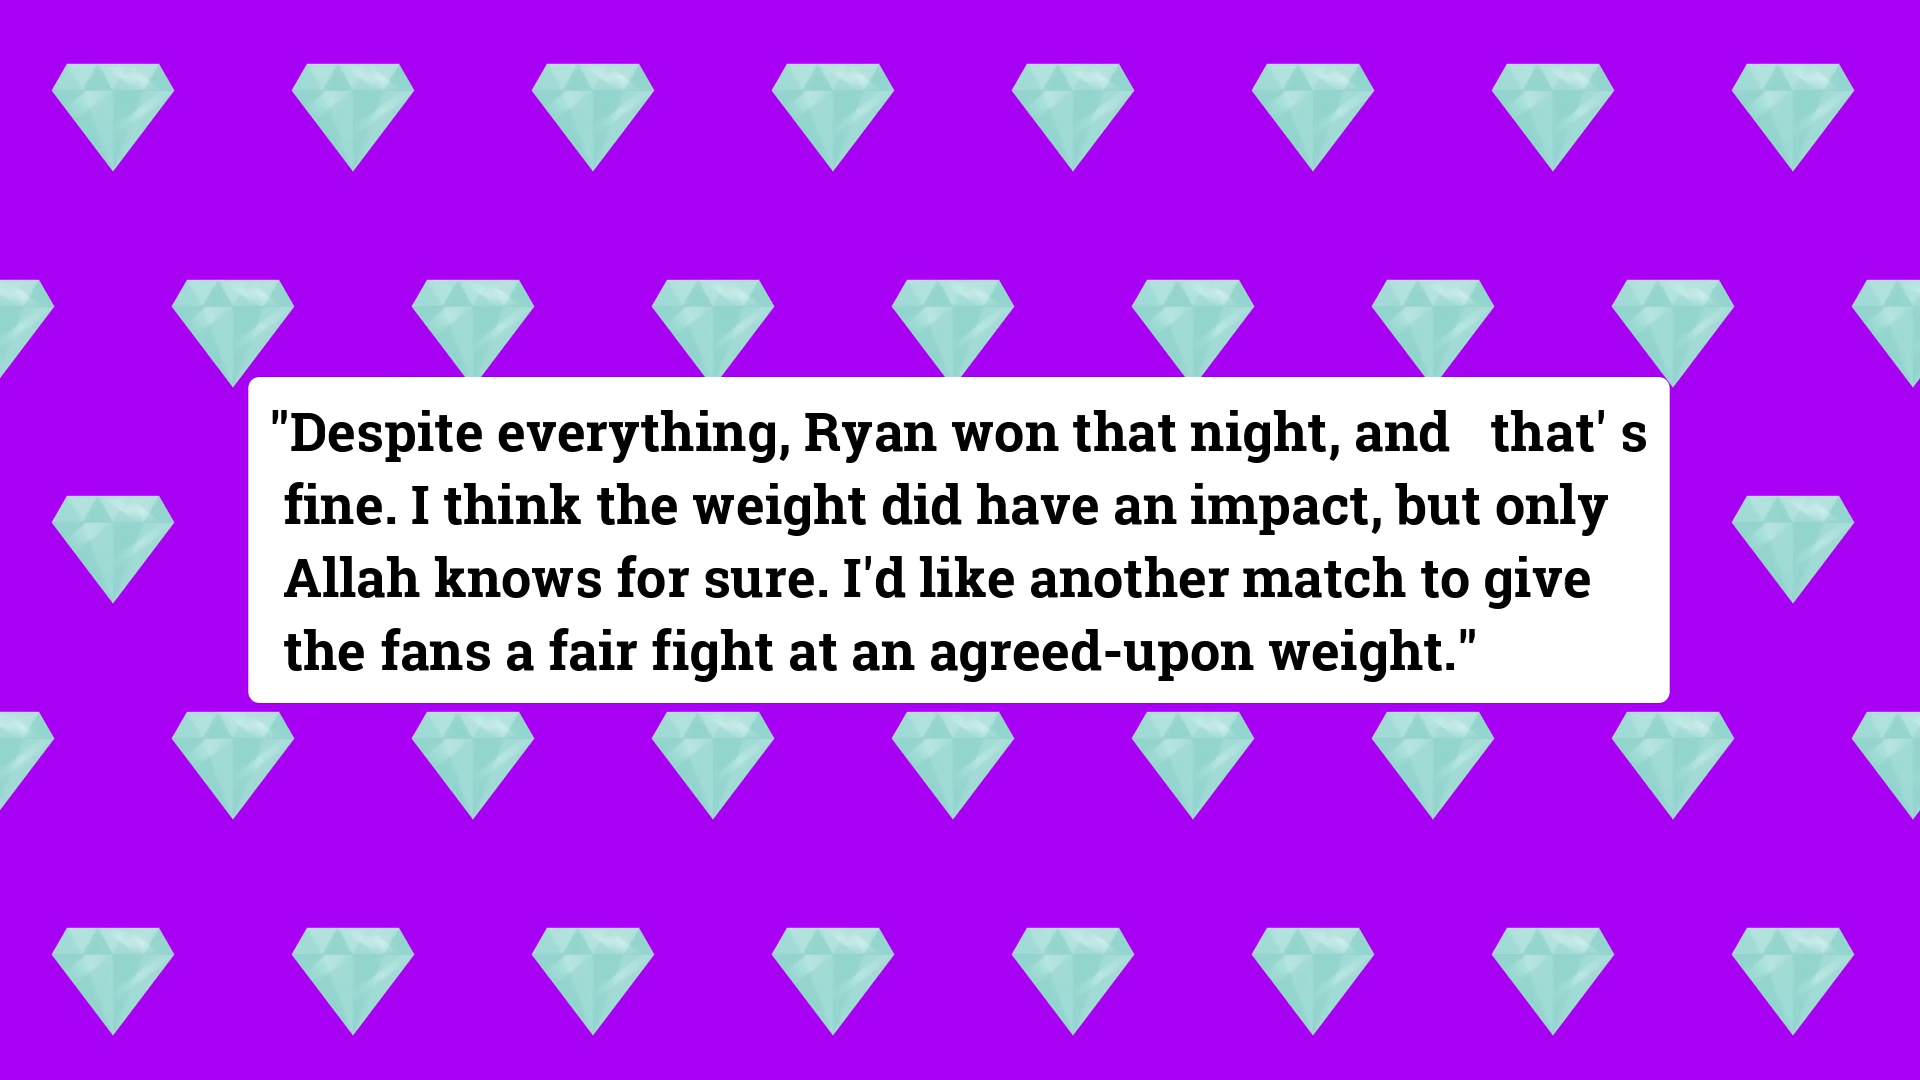 "Despite everything, Ryan won that night, and   that' s
fine. I think the weight did have an impact, but only
Allah knows for sure. I'd like another match to give
the fans a fair fight at an agreed-upon weight."